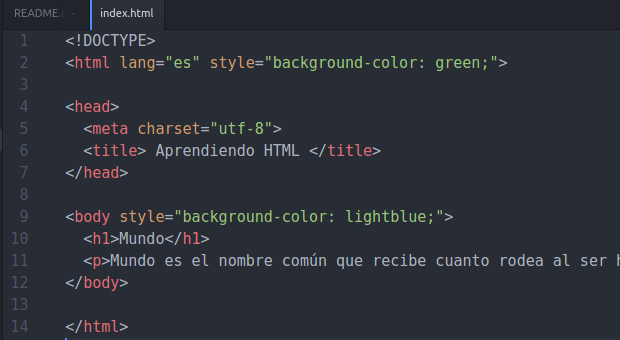 README. index.html
1 <!DOCTYPE>
2 <html lang="es" style="background-color: green;">
3
4 <head>
5 <meta charset="utf-8">
6 <title> Aprendiendo HTML </title>
7 </head>
8
9 <body style="background-color: lightblue;">
10 <h1>Mundo</h1>
11 <p>Mundo es el nombre común que recibe cuanto rodea al ser
12 </body>
13
14 </html>